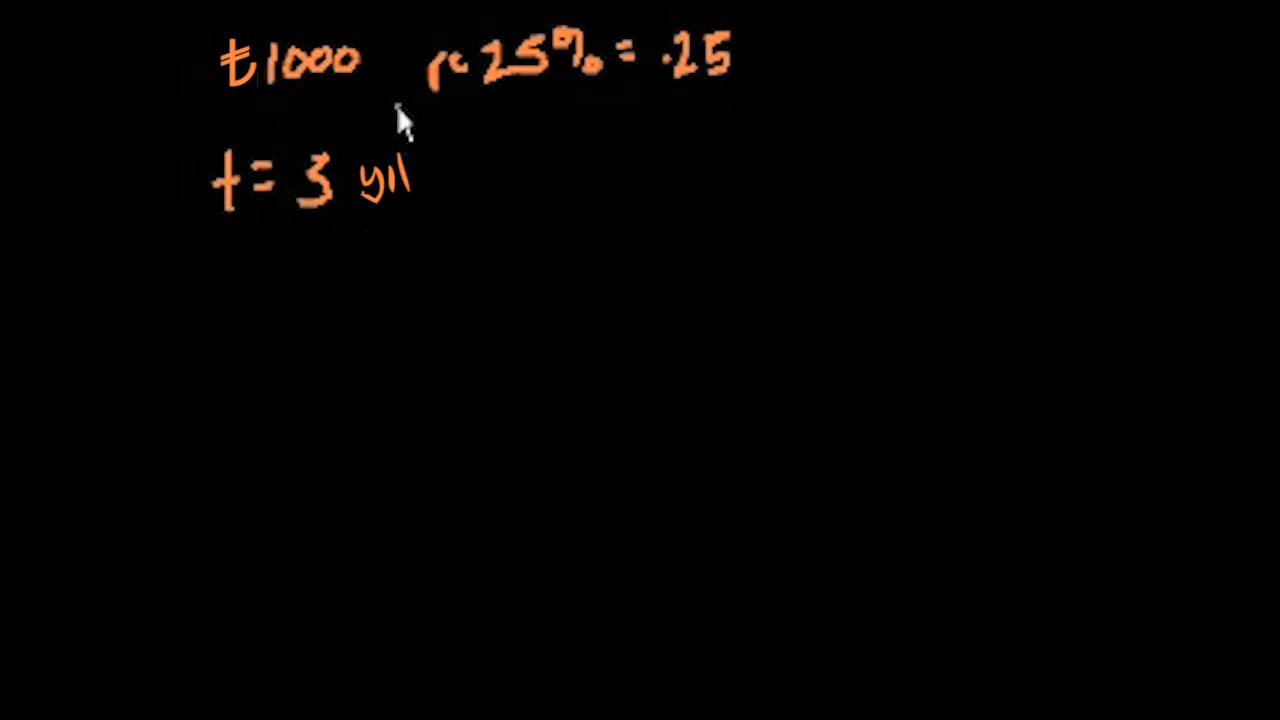 ₺1000 r=25% = .25
t = 3 yıl